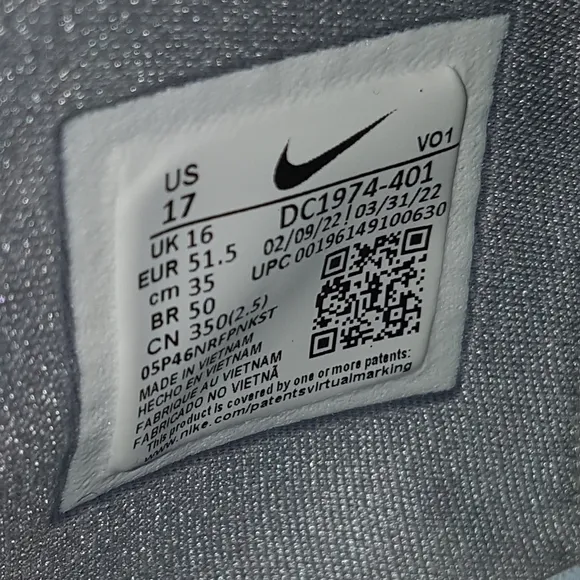 US
17
VO1
DC1974-401
02/09/22 | 03/31/22
UPC 00196149100630
UK 16
EUR 51.5
cm 35
BR 50
CN 350(2.5)
05P46NRFPNKST
MADE IN VIETNAM
HECHO EN VIETNAM
FABRIQUE AU VIETNAM
FABRICADO NO VIETNÃ
This product is covered by one or more patents:
www.nike.com/patentsvirtualmarking